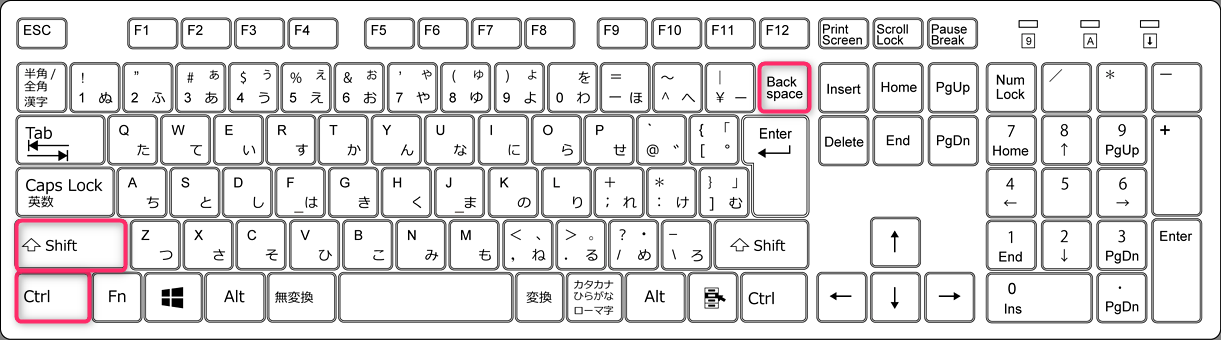 ESC F1 F2 F3 F4 F5 F6 F7 F8 F9 F10 F11 F12 Print Screen Scroll Lock Pause Break 9 A ⬇
半角/全角 漢字 ! 1 ぬ " 2 ふ # ぁ 3 あ $ ぅ 4 う % ぇ 5 え & ぉ 6 お ' ゃ 7 や ( ゅ 8 ゆ ) ょ 9 よ を 0 わ = － ほ ～ ^ へ | ¥ ー Back space Insert Home PgUp Num Lock ／ * －
Tab Q た W て E い R す T か Y ん U な I に O ら P せ ` @ ゛ { 「 [ ° Enter Delete End PgDn 7 Home 8 ↑ 9 PgUp +
Caps Lock 英数 A ち S と D し F _ は G き H く J _ ま K の L り + ; れ * : け } 」 ] む 4 ← 5 6 →
Shift Z つ X さ C そ V ひ B こ N み M も < 、 , ね > 。 . る ? ・ / め _ \ ろ Shift ↑ 1 End 2 ↓ 3 PgDn Enter
Ctrl Fn Alt 無変換 変換 カタカナ ひらがな ローマ字 Alt Ctrl ← ↓ → 0 Ins . PgDn